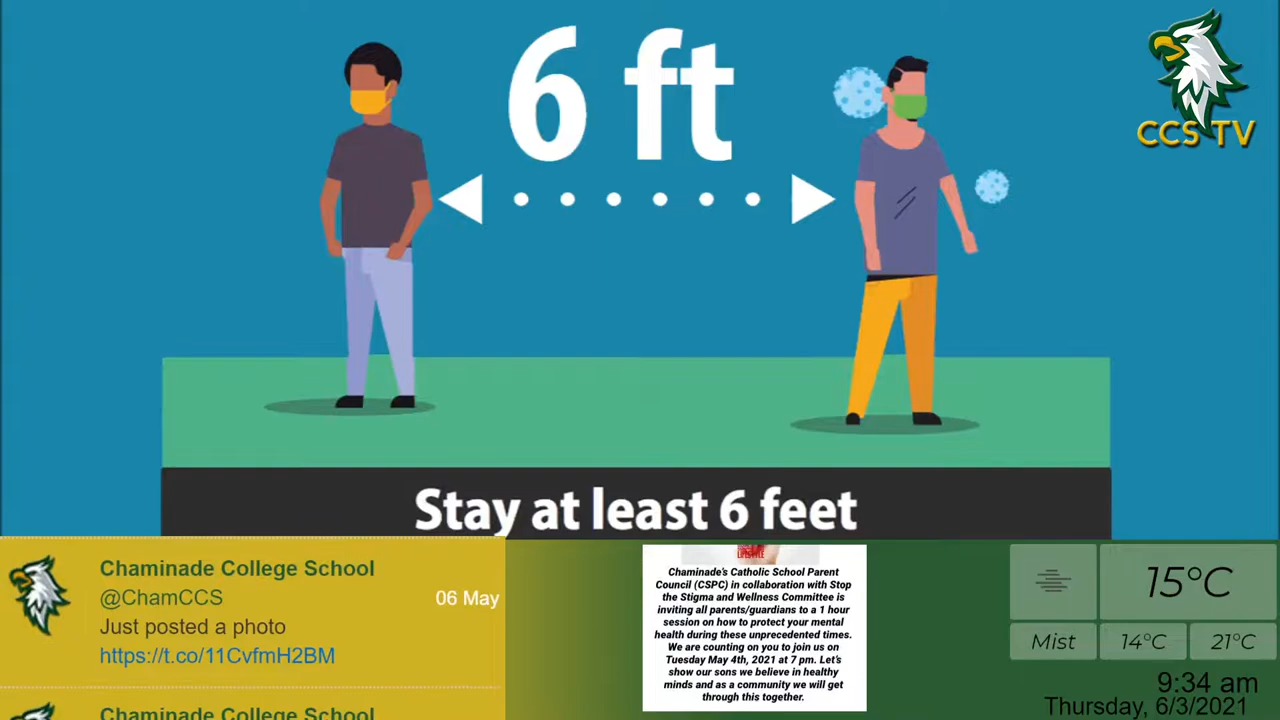 6 ft
CCS TV
Stay at least 6 feet
Chaminade College School
@ChamCCS
06 May
Just posted a photo
https://t.co/11CvfmH2BM
Chaminade College School
LIFESTYLE
Chaminade's Catholic School Parent
Council (CSPC) in collaboration with Stop
the Stigma and Wellness Committee is
inviting all parents/guardians to a 1 hour
session on how to protect your mental
health during these unprecedented times.
We are counting on you to join us on
Tuesday May 4th, 2021 at 7 pm. Let's
show our sons we believe in healthy
minds and as a community we will get
through this together.
15°C
Mist
14°C
21°C
9:34 am
Thursday, 6/3/2021